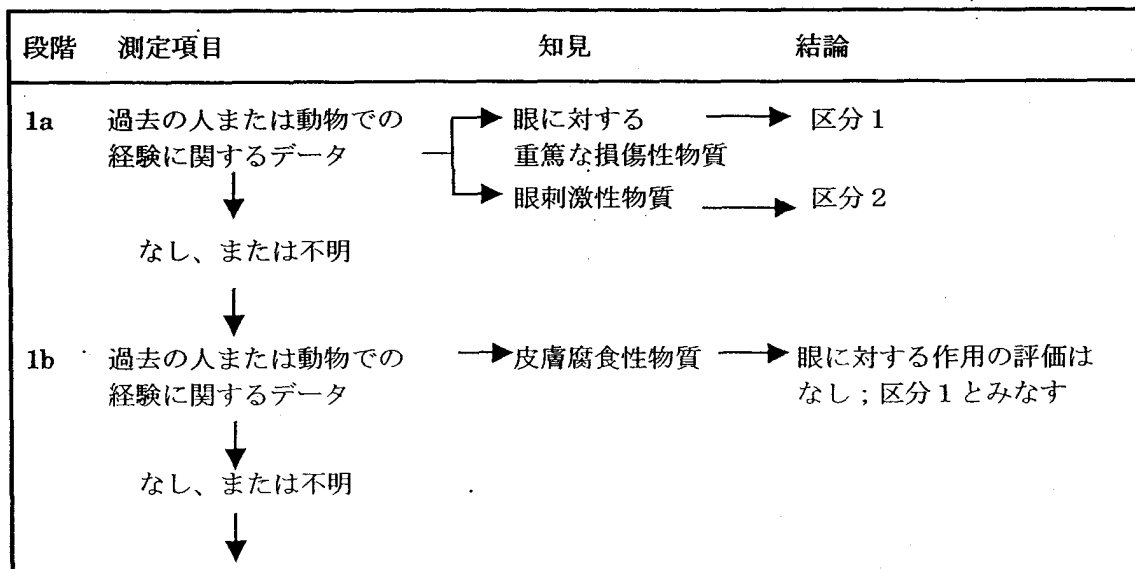 段階 測定項目 知見 結論
1a 過去の人または動物での 眼に対する 区分1
経験に関するデータ 重篤な損傷性物質
眼刺激性物質 区分2
なし、または不明
1b 過去の人または動物での 皮膚腐食性物質 眼に対する作用の評価は
経験に関するデータ なし;区分1とみなす
なし、または不明